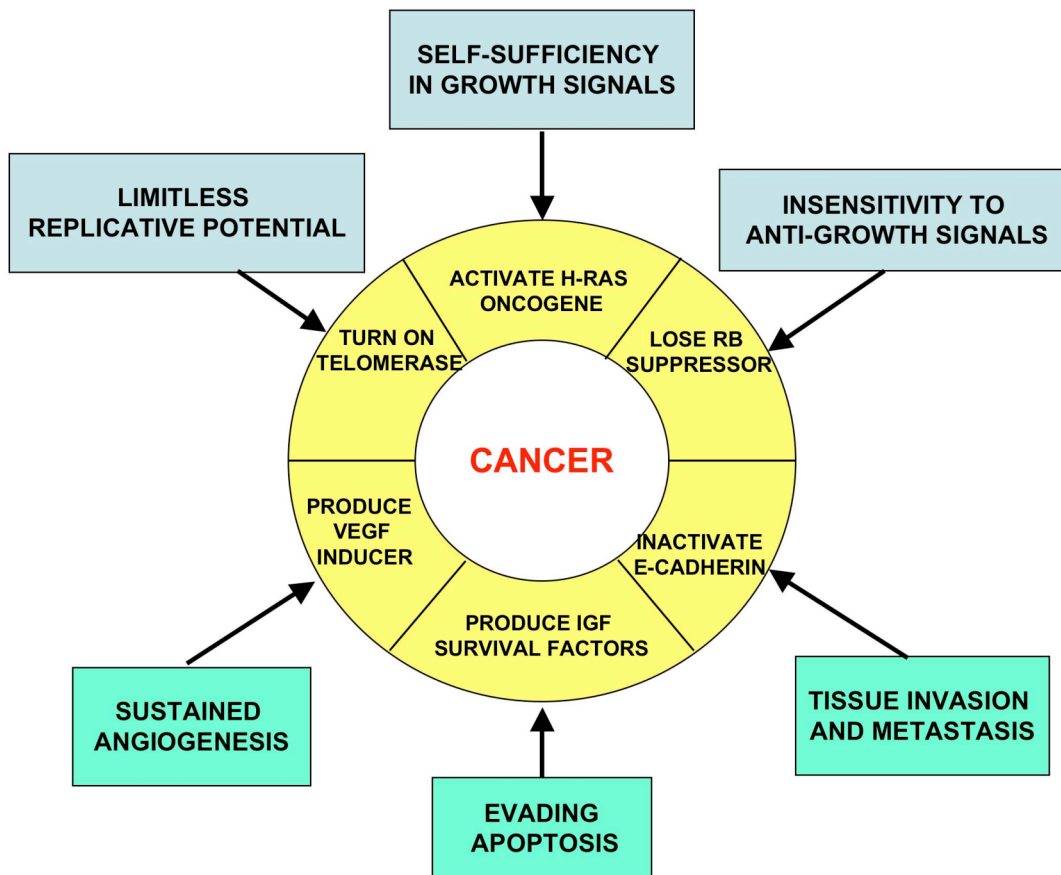 SELF-SUFFICIENCY
IN GROWTH SIGNALS
LIMITLESS
REPLICATIVE POTENTIAL
INSENSITIVITY TO
ANTI-GROWTH SIGNALS
ACTIVATE H-RAS
ONCOGENE
TURN ON
TELOMERASE
LOSE RB
SUPPRESSOR
CANCER
PRODUCE
VEGF
INDUCER
INACTIVATE
E-CADHERIN
PRODUCE IGF
SURVIVAL FACTORS
SUSTAINED
ANGIOGENESIS
TISSUE INVASION
AND METASTASIS
EVADING
APOPTOSIS